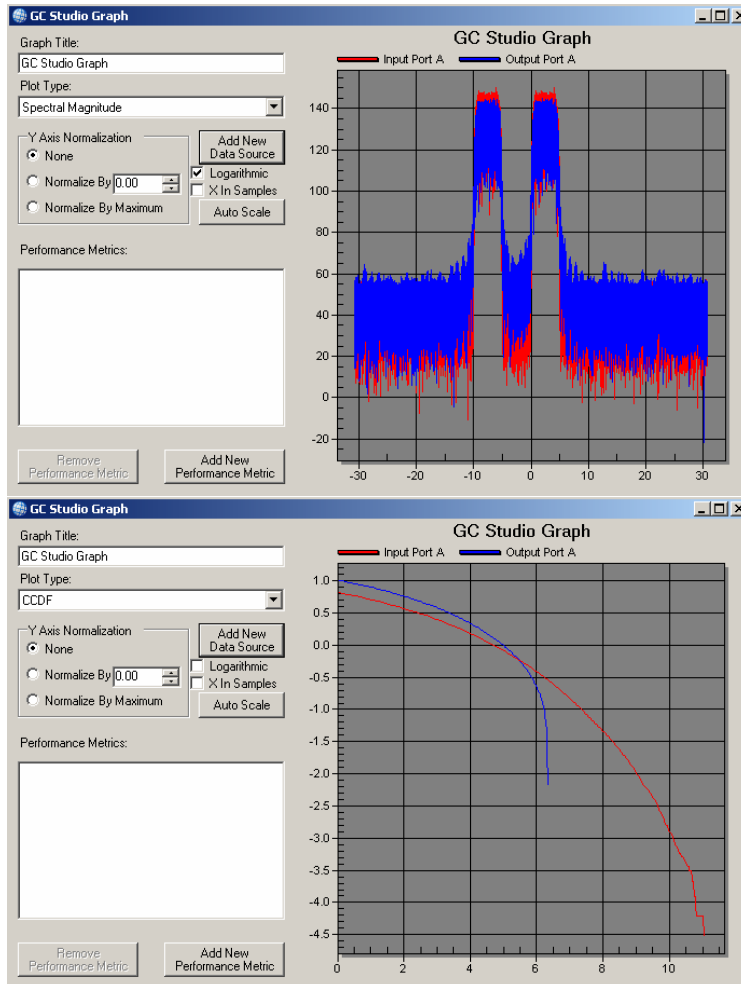 GC Studio Graph
Graph Title:
GC Studio Graph
Plot Type:
Spectral Magnitude
Y Axis Normalization
None
Normalize By 0.00
Normalize By Maximum
Add New
Data Source
Logarithmic
X In Samples
Auto Scale
Performance Metrics:
Remove
Performance Metric
Add New
Performance Metric
GC Studio Graph
Input Port A Output Port A
140
120
100
80
60
40
20
0
-20
-30 -20 -10 0 10 20 30
GC Studio Graph
Graph Title:
GC Studio Graph
Plot Type:
CCDF
Y Axis Normalization
None
Normalize By 0.00
Normalize By Maximum
Add New
Data Source
Logarithmic
X In Samples
Auto Scale
Performance Metrics:
Remove
Performance Metric
Add New
Performance Metric
GC Studio Graph
Input Port A Output Port A
1.0
0.5
0.0
-0.5
-1.0
-1.5
-2.0
-2.5
-3.0
-3.5
-4.0
-4.5
0 2 4 6 8 10